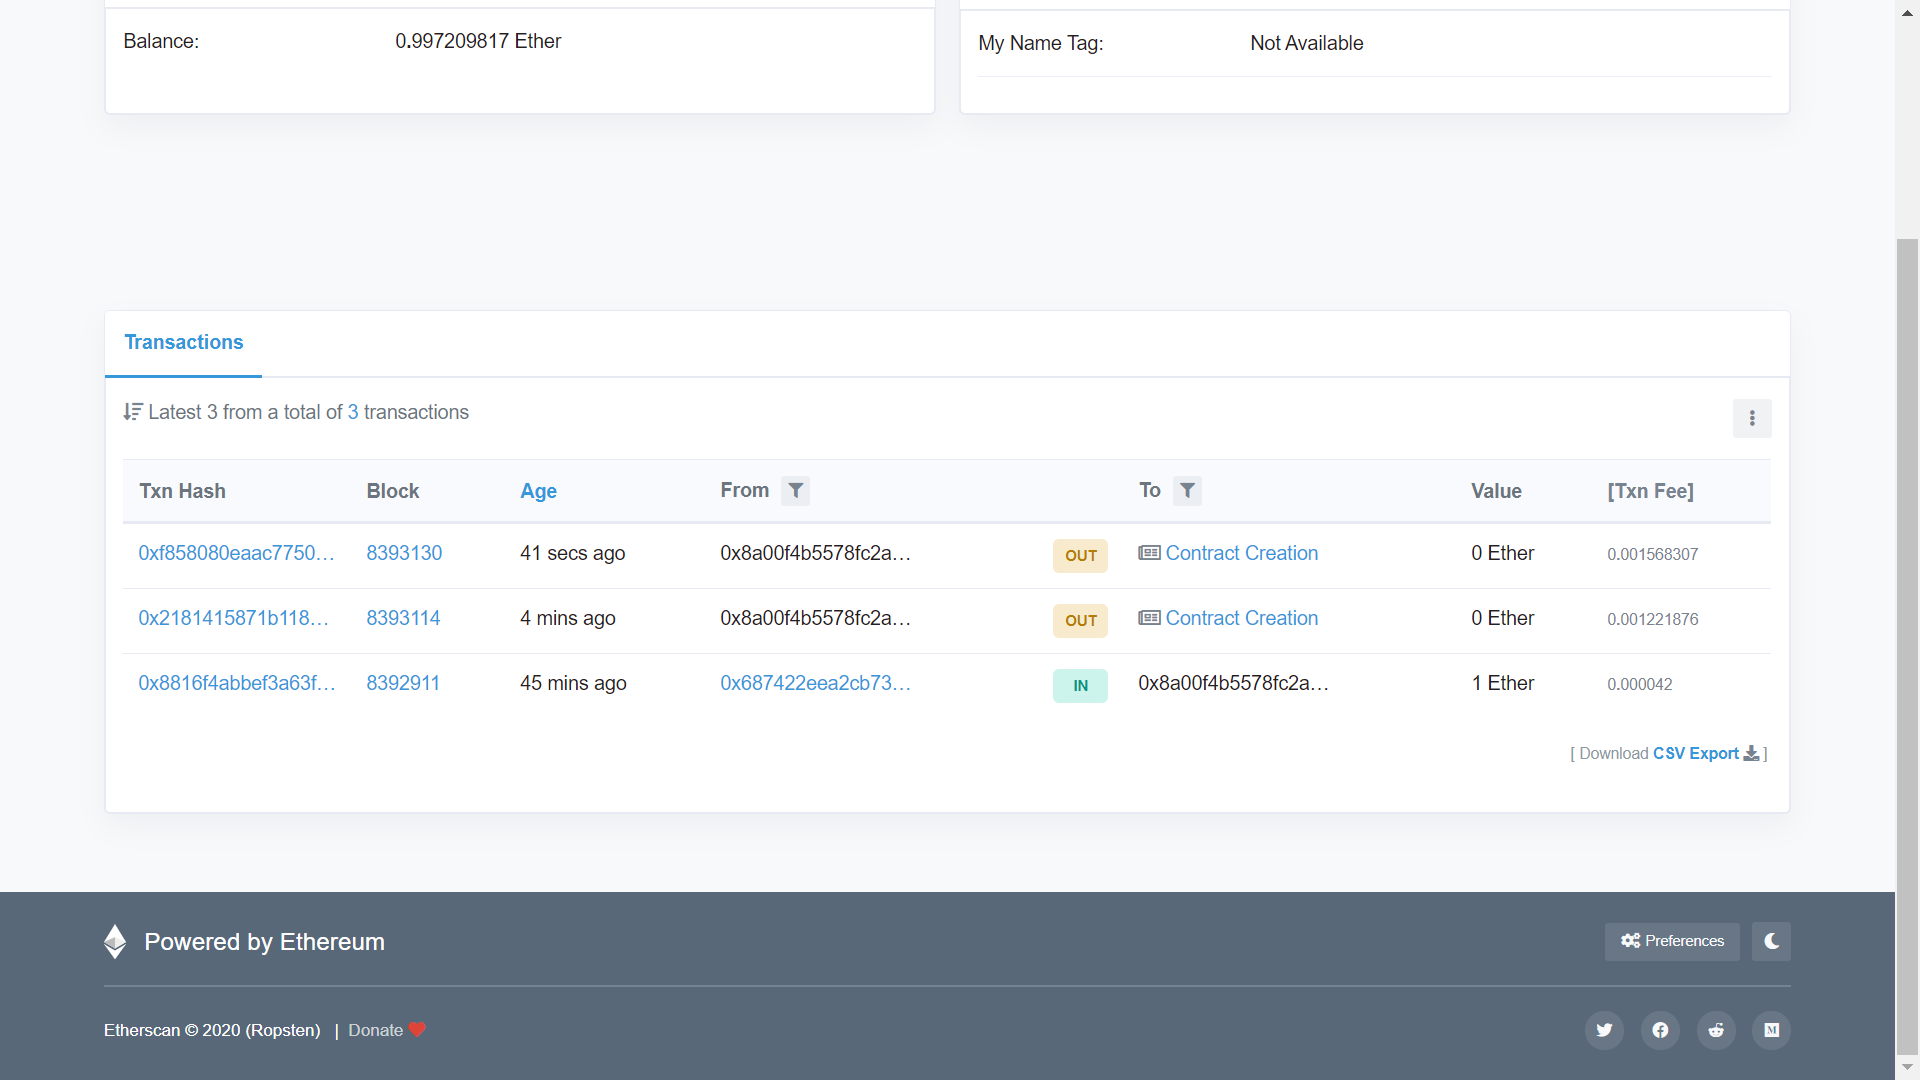 Balance: 0.997209817 Ether
My Name Tag: Not Available
Transactions
Latest 3 from a total of 3 transactions
Txn Hash Block Age From To Value [Txn Fee]
0xf858080eaac7750... 8393130 41 secs ago 0x8a00f4b5578fc2a... OUT Contract Creation 0 Ether 0.001568307
0x2181415871b118... 8393114 4 mins ago 0x8a00f4b5578fc2a... OUT Contract Creation 0 Ether 0.001221876
0x8816f4abbef3a63f... 8392911 45 mins ago 0x687422eea2cb73... IN 0x8a00f4b5578fc2a... 1 Ether 0.000042
[ Download CSV Export ]
Powered by Ethereum
Preferences
Etherscan © 2020 (Ropsten) | Donate